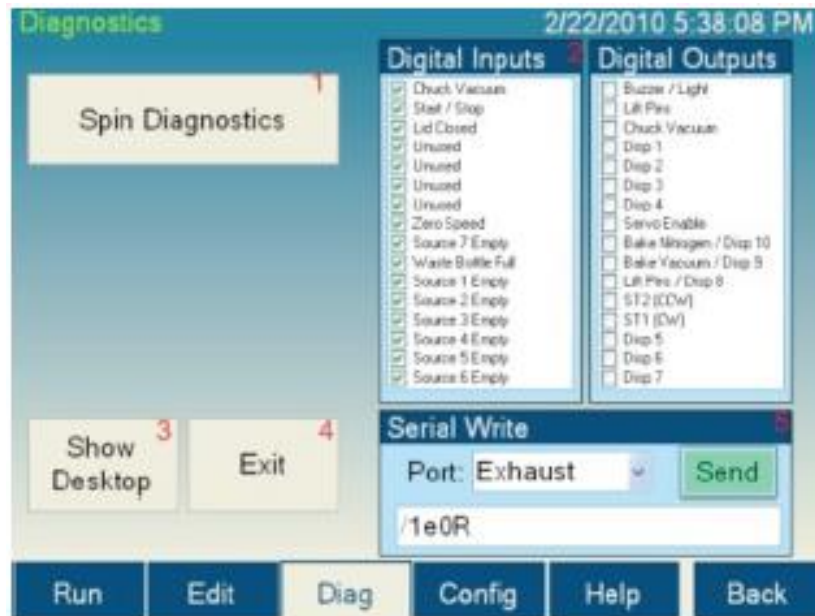 Diagnostics
2/22/2010 5:38:08 PM
1
Spin Diagnostics
Digital Inputs
2
Chuck Vacuum
Start / Stop
Lid Closed
Unused
Unused
Unused
Unused
Zero Speed
Source 7 Empty
Waste Bottle Full
Source 1 Empty
Source 2 Empty
Source 3 Empty
Source 4 Empty
Source 5 Empty
Source 6 Empty
Digital Outputs
Buzzer / Light
Lift Pins
Chuck Vacuum
Disp 1
Disp 2
Disp 3
Disp 4
Servo Enable
Bake Nitrogen / Disp 10
Bake Vacuum / Disp 9
Lift Pins / Disp 8
ST2 (CCW)
ST1 (CW)
Disp 5
Disp 6
Disp 7
3
Show
Desktop
4
Exit
Serial Write
5
Port: Exhaust
Send
/1e0R
Run Edit Diag Config Help Back